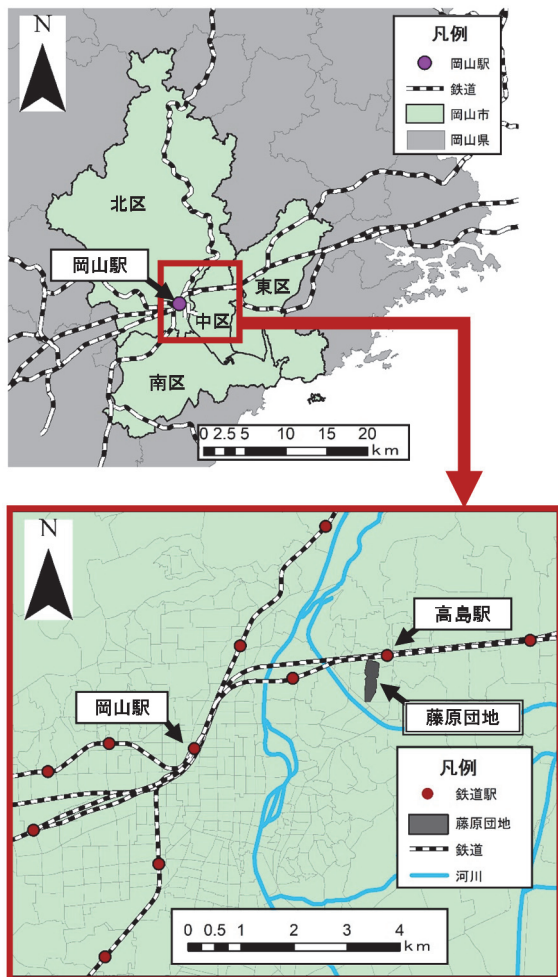 N
凡例
岡山駅
鉄道
岡山市
岡山県
北区
岡山駅
東区
中区
南区
0 2.5 5 10 15 20
km
N
高島駅
岡山駅
藤原団地
凡例
鉄道駅
藤原団地
鉄道
河川
0 0.5 1 2 3 4
km